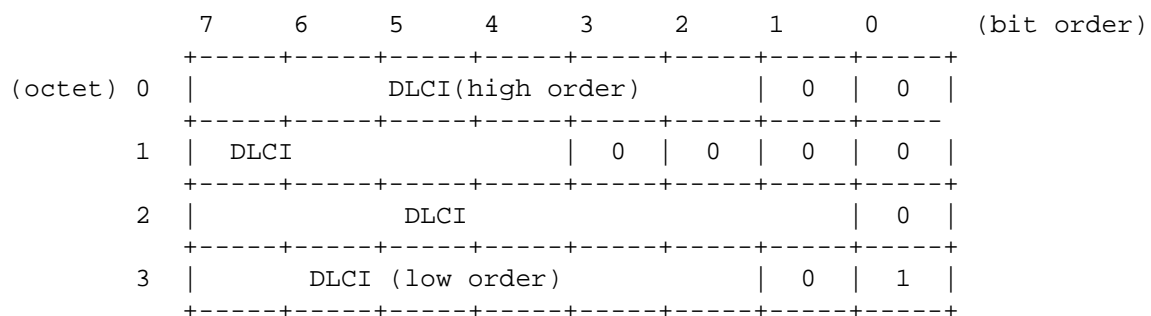 7 6 5 4 3 2 1 0 (bit order)
+-----+-----+-----+-----+-----+-----+-----+-----+
(octet) 0 | DLCI(high order) | 0 | 0 |
+-----+-----+-----+-----+-----+-----+-----+-----
1 | DLCI | 0 | 0 | 0 | 0 |
+-----+-----+-----+-----+-----+-----+-----+-----+
2 | DLCI | 0 |
+-----+-----+-----+-----+-----+-----+-----+-----+
3 | DLCI (low order) | 0 | 1 |
+-----+-----+-----+-----+-----+-----+-----+-----+